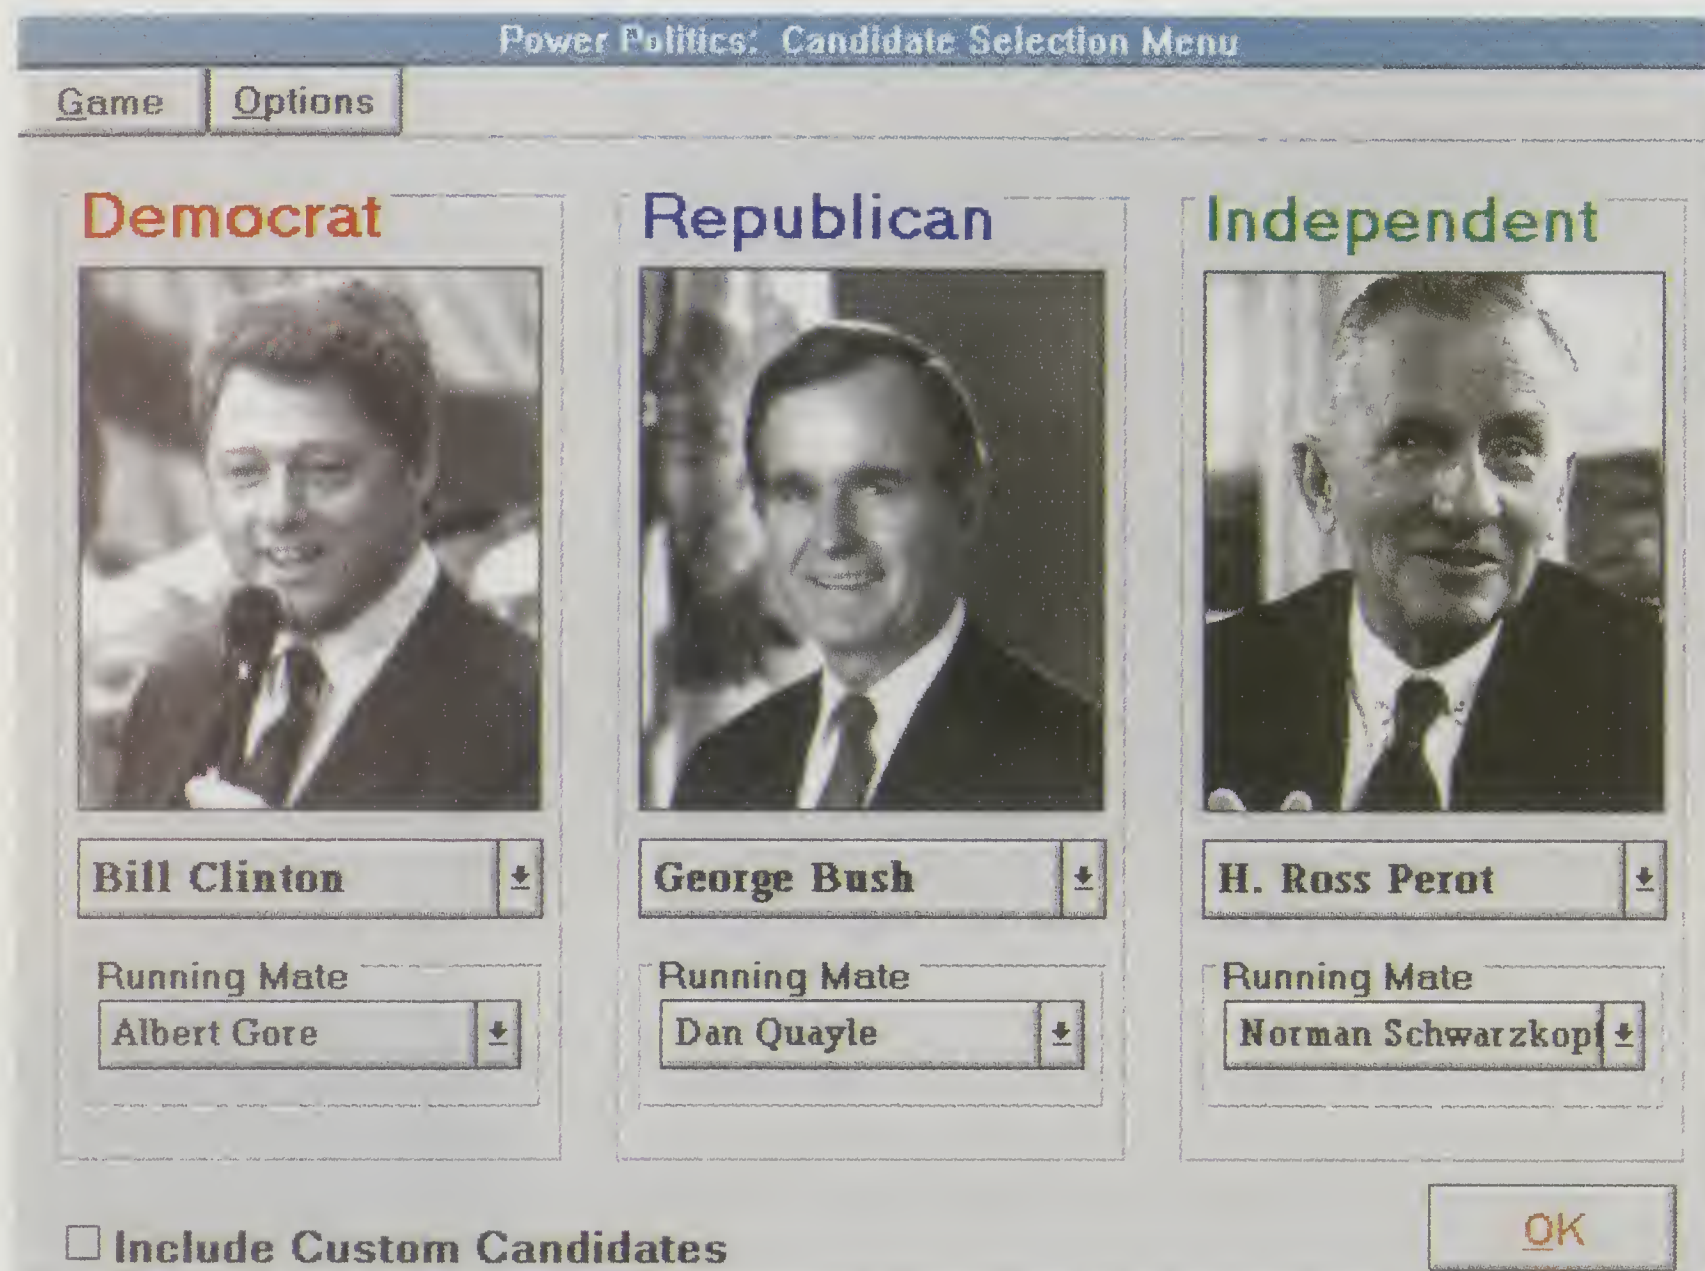 Power Politics: Candidate Selection Menu
Game Options
Democrat Republican Independent
Bill Clinton George Bush H. Ross Perot
Running Mate Running Mate Running Mate
Albert Gore Dan Quayle Norman Schwarzkopf
Include Custom Candidates
OK